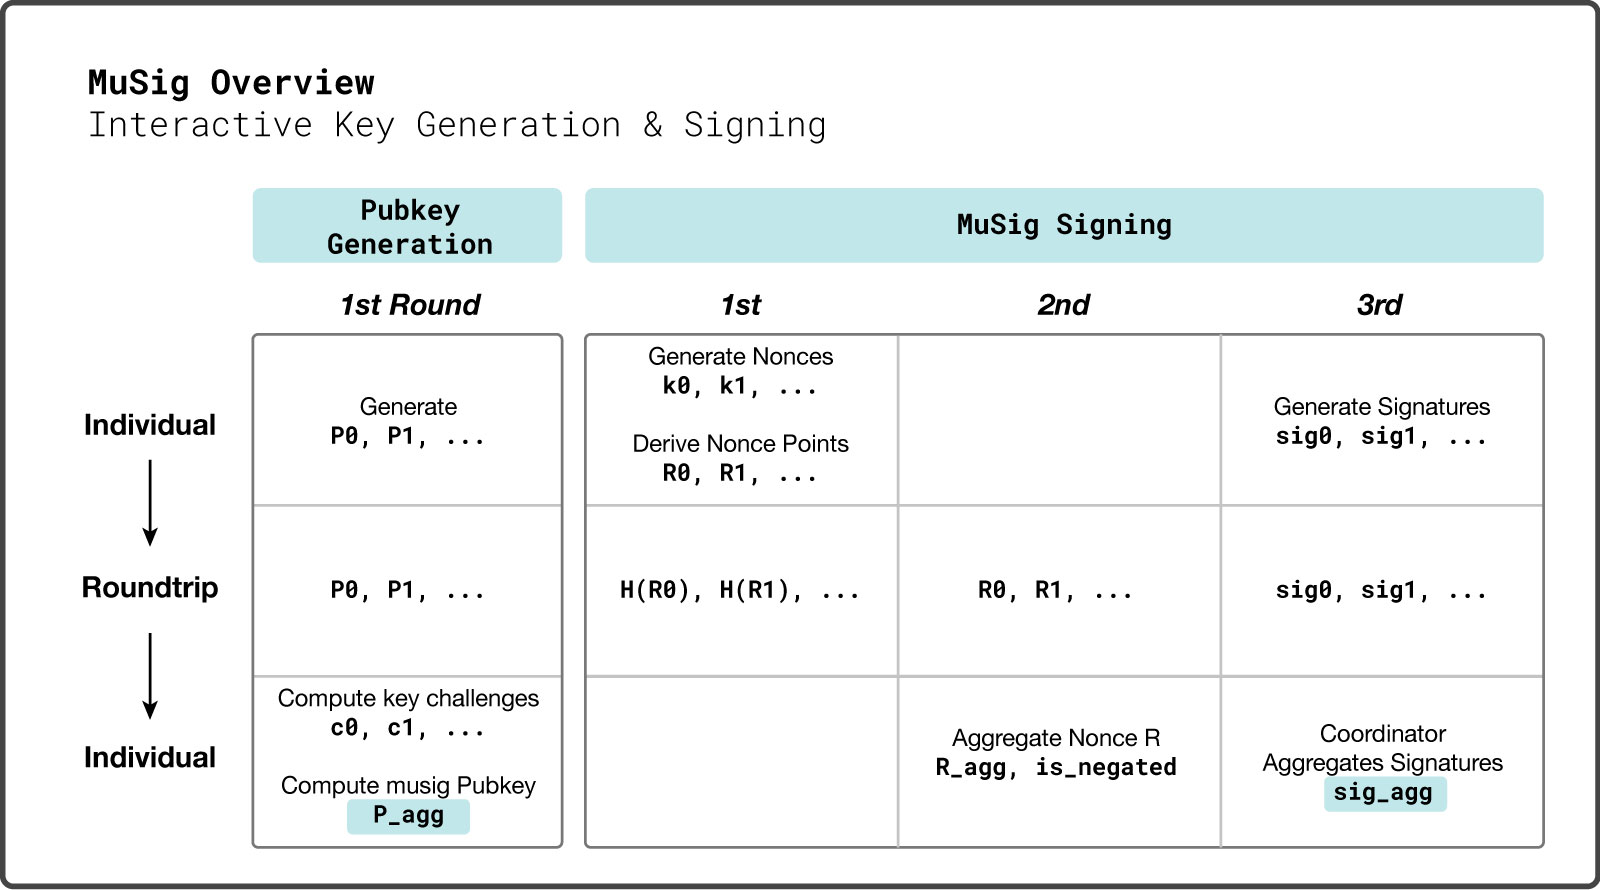 MuSig Overview
Interactive Key Generation & Signing
Pubkey
Generation
MuSig Signing
1st Round
1st
2nd
3rd
Individual
Generate
P0, P1, ...
Generate Nonces
k0, k1, ...
Derive Nonce Points
R0, R1, ...
Generate Signatures
sig0, sig1, ...
Roundtrip
P0, P1, ...
H(R0), H(R1), ...
R0, R1, ...
sig0, sig1, ...
Individual
Compute key challenges
c0, c1, ...
Compute musig Pubkey
P_agg
Aggregate Nonce R
R_agg, is_negated
Coordinator
Aggregates Signatures
sig_agg